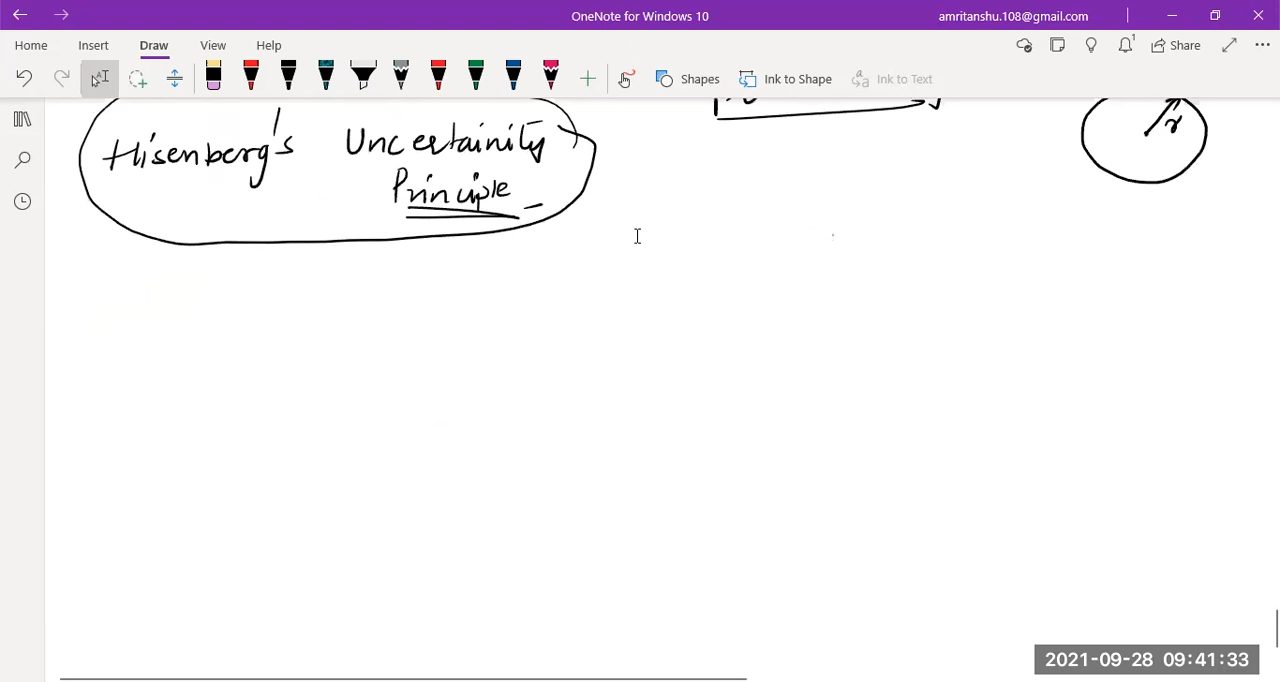 OneNote for Windows 10
amritanshu.108@gmail.com
Home Insert Draw View Help
1
Share
Shapes
Ink to Shape
Ink to Text
Hisenberg's Uncertainity
Principle
r
2021-09-28 09:41:33